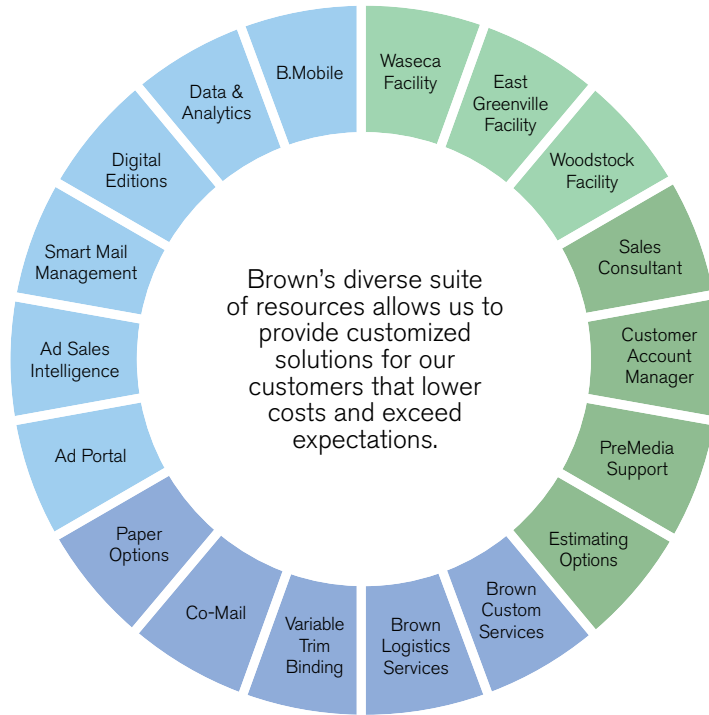 B.Mobile
Waseca
Facility
East
Greenville
Facility
Woodstock
Facility
Sales
Consultant
Customer
Account
Manager
PreMedia
Support
Estimating
Options
Brown
Custom
Services
Brown
Logistics
Services
Variable
Trim
Binding
Co-Mail
Paper
Options
Ad Portal
Ad Sales
Intelligence
Smart Mail
Management
Digital
Editions
Data &
Analytics
Brown’s diverse suite
of resources allows us to
provide customized
solutions for our
customers that lower
costs and exceed
expectations.